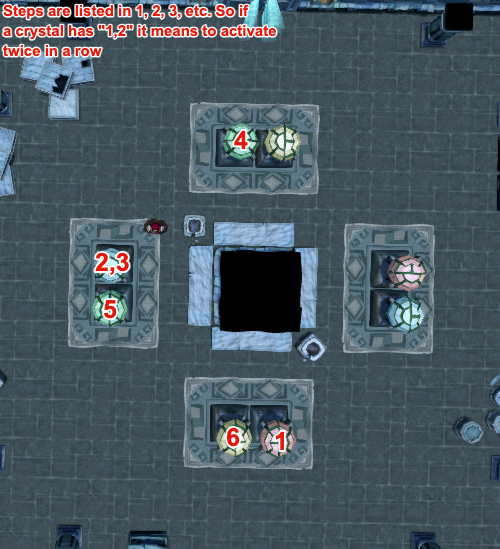 Steps are listed in 1, 2, 3, etc. So if
a crystal has "1,2" it means to activate
twice in a row
4
2,3
5
6
1